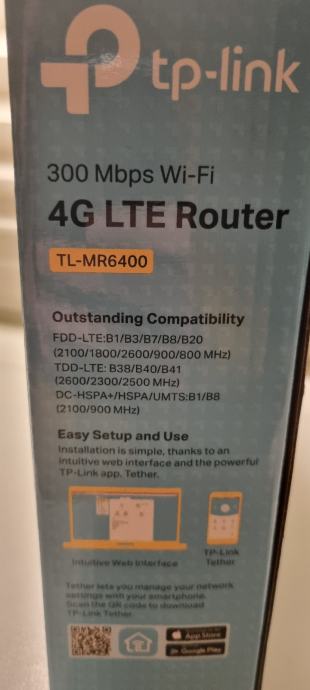 tp-link
300 Mbps Wi-Fi
4G LTE Router
TL-MR6400
Outstanding Compatibility
FDD-LTE:B1/B3/B7/B8/B20
(2100/1800/2600/900/800 MHz)
TDD-LTE: B38/B40/B41
(2600/2300/2500 MHz)
DC-HSPA+/HSPA/UMTS:B1/B8
(2100/900 MHz)
Easy Setup and Use
Installation is simple, thanks to an
intuitive web interface and the powerful
TP-Link app, Tether.
Intuitive Web Interface
TP-Link
Tether
Tether lets you manage your network
settings with your smartphone.
Scan the QR code to download
TP-Link Tether.
App Store
Google Play